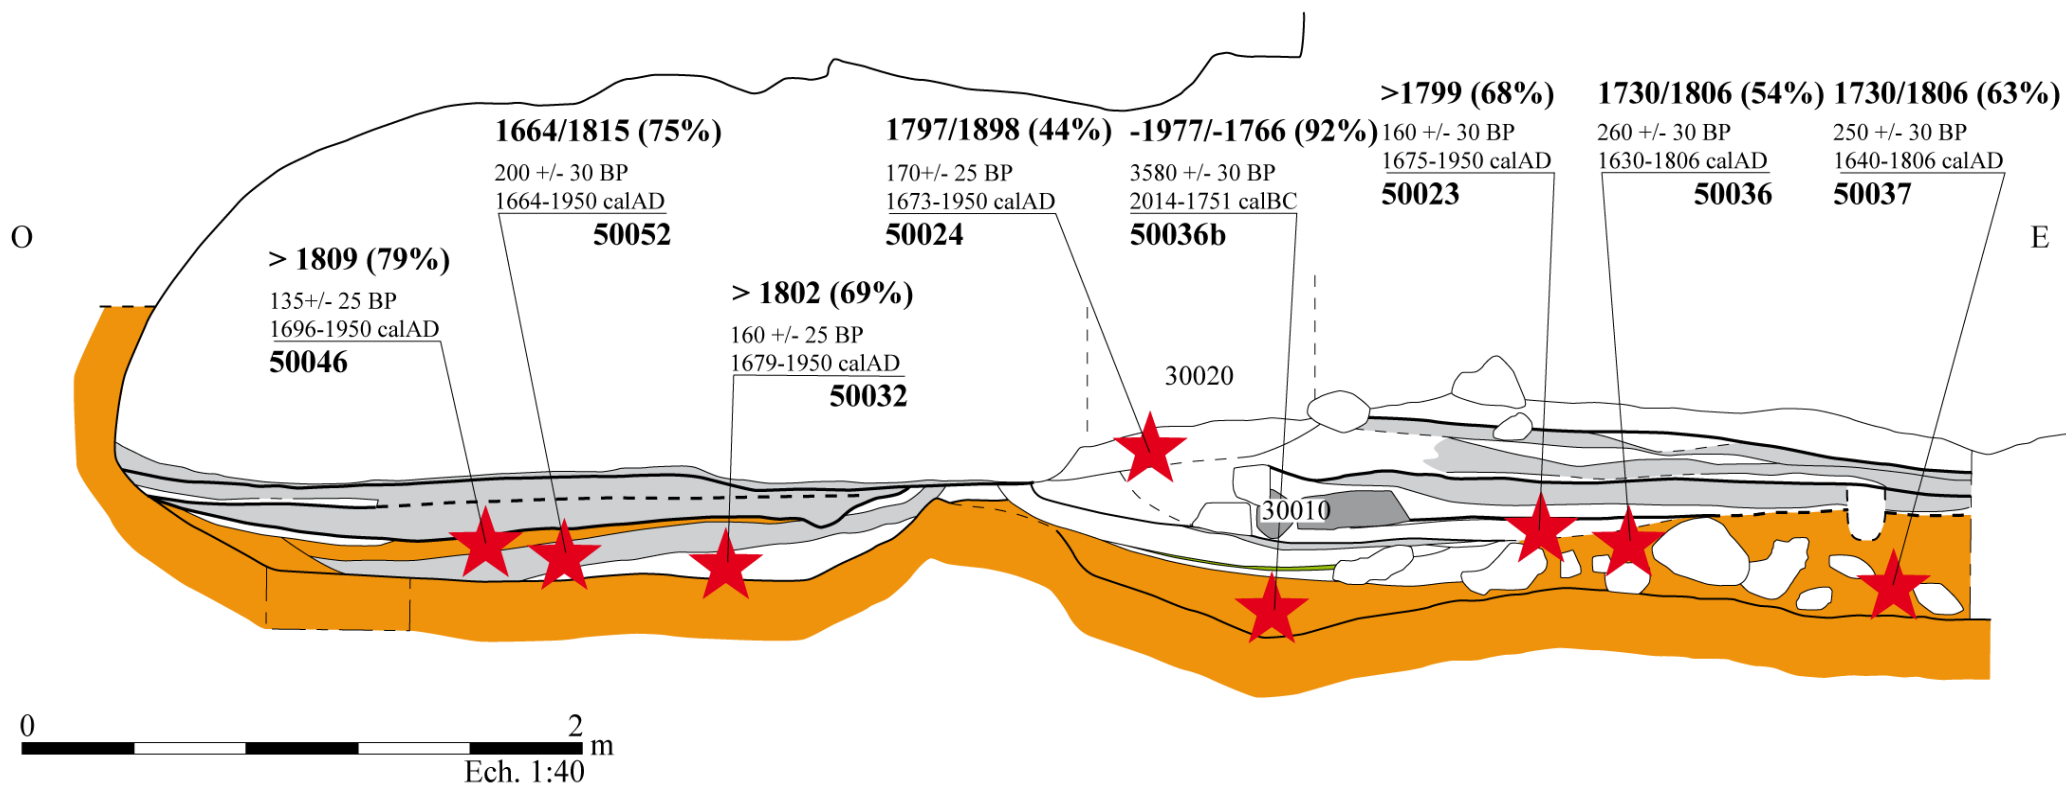 >1799 (68%)
160 +/- 30 BP
1675-1950 calAD
50023
1730/1806 (54%)
260 +/- 30 BP
1630-1806 calAD
50036
1730/1806 (63%)
250 +/- 30 BP
1640-1806 calAD
50037
1664/1815 (75%)
200 +/- 30 BP
1664-1950 calAD
50052
1797/1898 (44%)
170+/- 25 BP
1673-1950 calAD
50024
-1977/-1766 (92%)
3580 +/- 30 BP
2014-1751 calBC
50036b
O
E
> 1809 (79%)
135+/- 25 BP
1696-1950 calAD
50046
> 1802 (69%)
160 +/- 25 BP
1679-1950 calAD
50032
30020
30010
0
2
m
Ech. 1:40